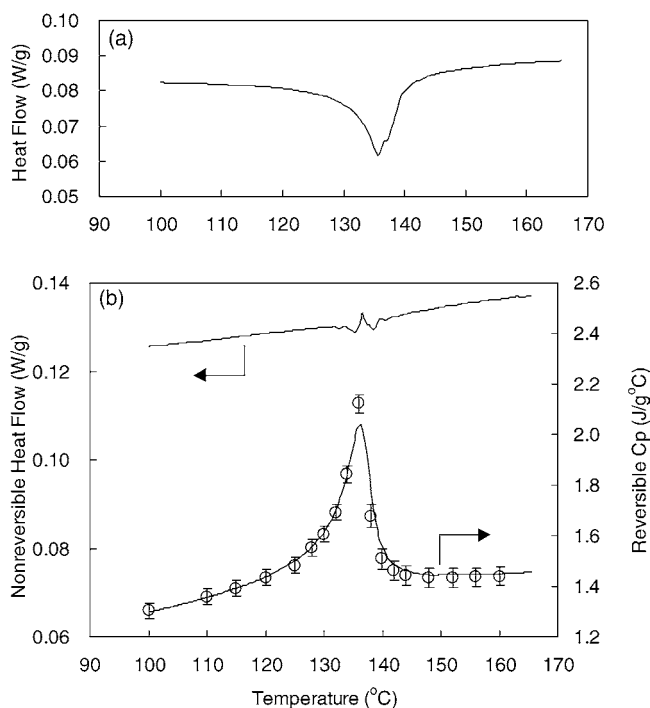 (a)
Heat Flow (W/g)
0.10
0.09
0.08
0.07
0.06
0.05
90 100 110 120 130 140 150 160 170
(b)
Nonreversible Heat Flow (W/g)
0.14
0.12
0.10
0.08
0.06
2.6
2.4
2.2
2.0
1.8
1.6
1.4
1.2
Reversible Cp (J/g°C)
90 100 110 120 130 140 150 160 170
Temperature (°C)